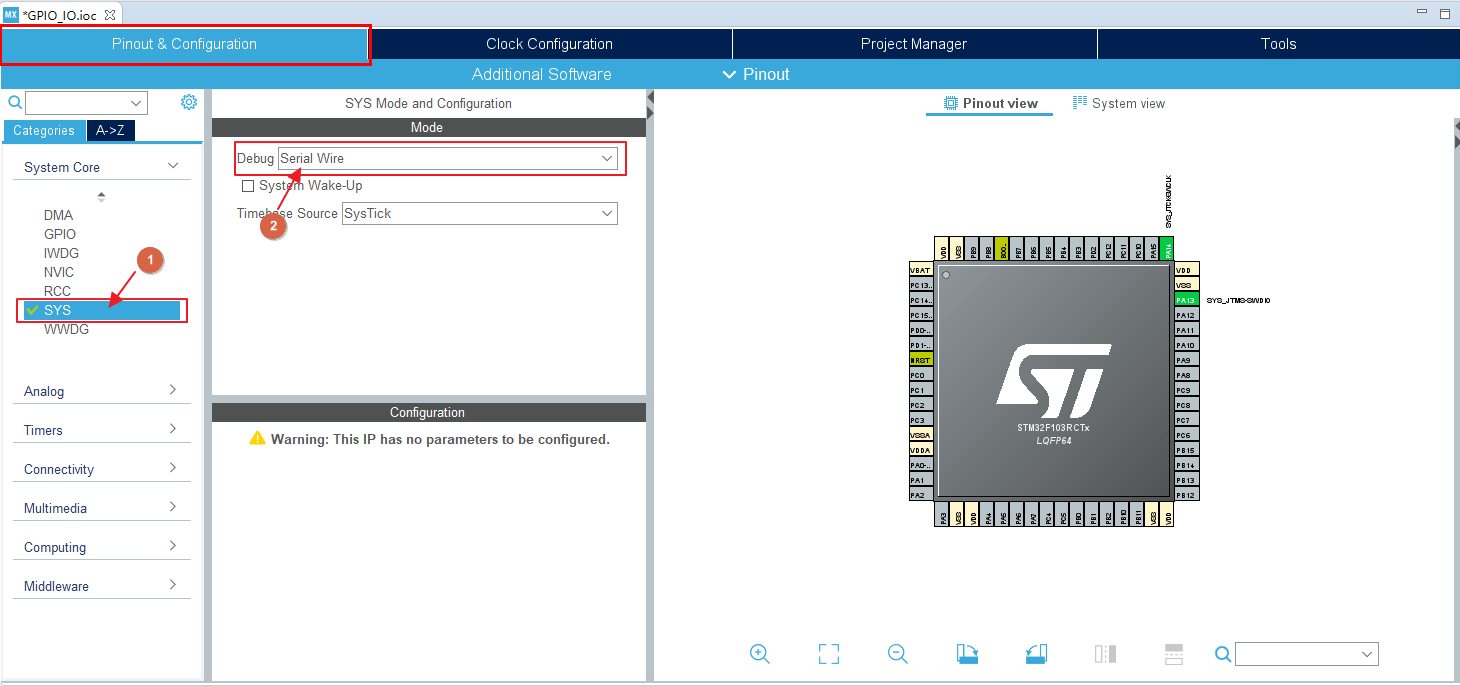 MX *GPIO_IO.ioc
Pinout & Configuration
Clock Configuration
Project Manager
Tools
Additional Software
Pinout
Categories
A->Z
System Core
DMA
GPIO
IWDG
NVIC
RCC
SYS
WWDG
1
Analog
Timers
Connectivity
Multimedia
Computing
Middleware
SYS Mode and Configuration
Mode
Debug Serial Wire
System Wake-Up
Timebase Source SysTick
2
Configuration
Warning: This IP has no parameters to be configured.
Pinout view
System view
SYS_JTCK-SWCLK
VDD
VSS
PB9
PB8
BOO..
PB7
PB6
PB5
PB4
PB3
PD2
PC12
PC11
PC10
PA15
PA14
VBAT
PC13..
PC14..
PC15..
PD0-..
PD1-..
NRST
PC0
PC1
PC2
PC3
VSSA
VDDA
PA0-..
PA1
PA2
STM32F103RCTx
LQFP64
VDD
VSS
PA13 SYS_JTMS-SWDIO
PA12
PA11
PA10
PA9
PA8
PC9
PC8
PC7
PC6
PB15
PB14
PB13
PB12
PA3
VSS
VDD
PA4
PA5
PA6
PA7
PC4
PC5
PB0
PB1
PB2
PB10
PB11
VSS
VDD